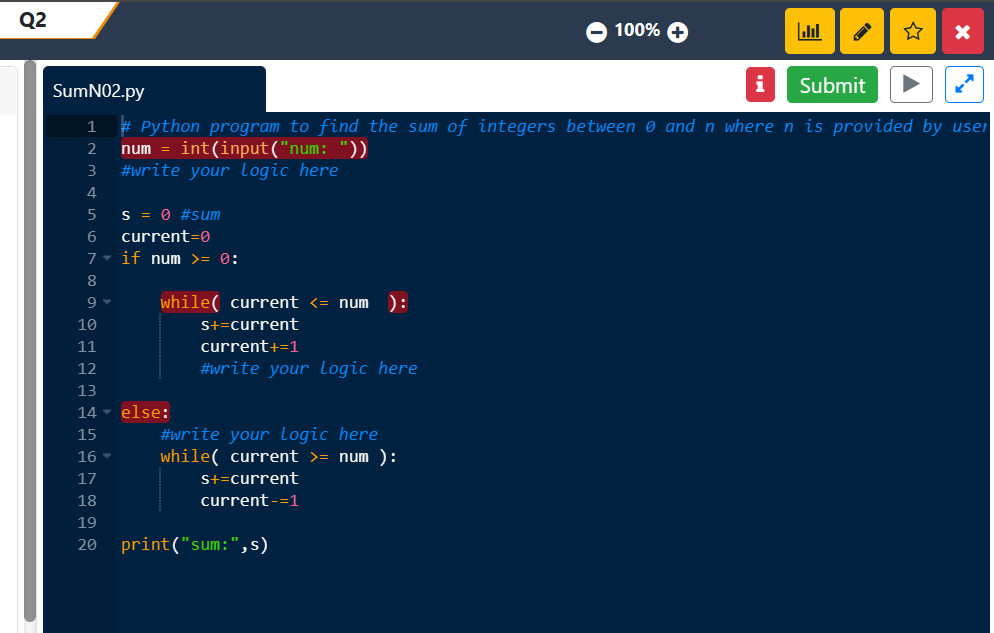 Q2
100%
SumN02.py
Submit
1 # Python program to find the sum of integers between 0 and n where n is provided by user
2 num = int(input("num: "))
3 #write your logic here
4
5 s = 0 #sum
6 current=0
7 if num >= 0:
8
9 while( current <= num  ):
10 s+=current
11 current+=1
12 #write your logic here
13
14 else:
15 #write your logic here
16 while( current >= num ):
17 s+=current
18 current-=1
19
20 print("sum:",s)